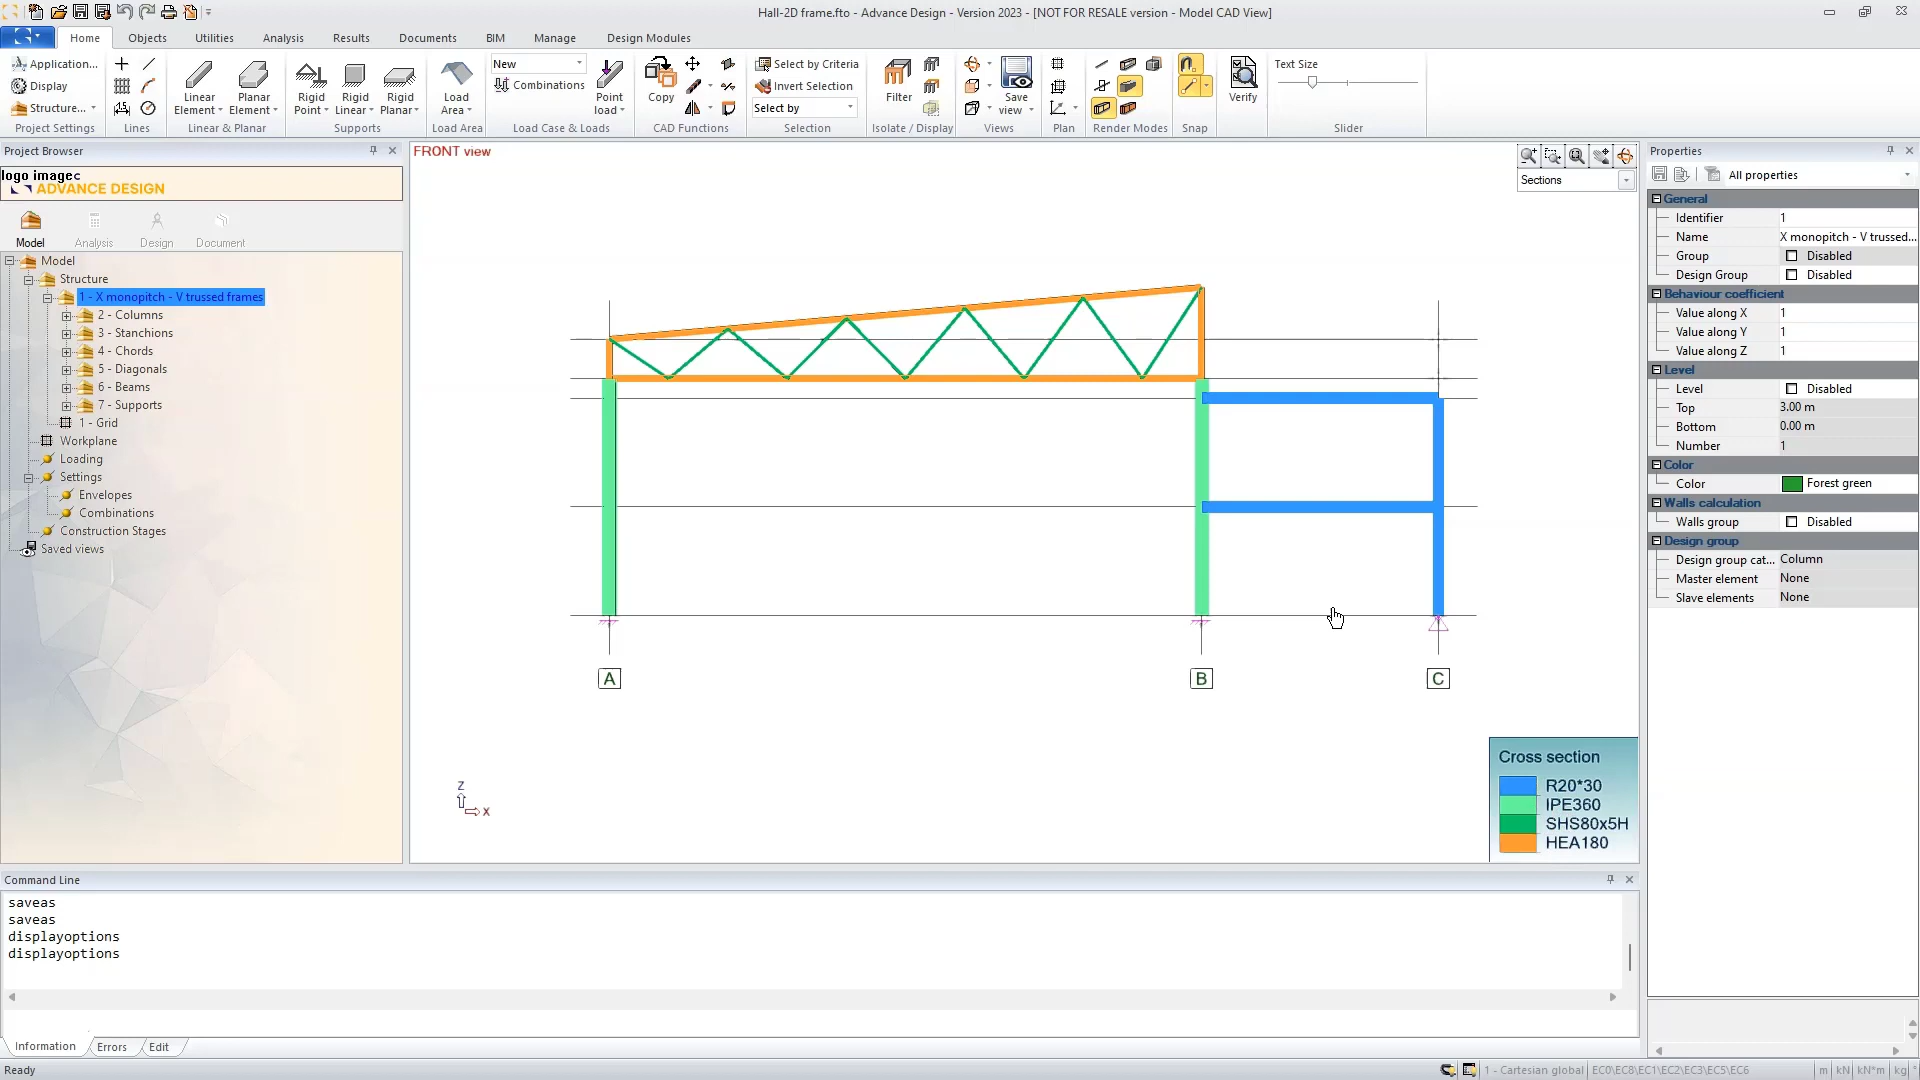 Hall-2D frame.fto - Advance Design - Version 2023 - [NOT FOR RESALE version - Model CAD View]
Home Objects Utilities Analysis Results Documents BIM Manage Design Modules
Application...
Display
Structure...
Project Settings
Lines
Linear Element
Planar Element
Linear & Planar
Rigid Point
Rigid Linear
Rigid Planar
Supports
Load Area
Load Area
New
Combinations
Point load
Load Case & Loads
Copy
CAD Functions
Select by Criteria
Invert Selection
Select by
Selection
Filter
Isolate / Display
Save view
Views
Plan
Render Modes
Snap
Verify
Text Size
Slider
Project Browser
logo imagec
ADVANCE DESIGN
Model Analysis Design Document
Model
Structure
1 - X monopitch - V trussed frames
2 - Columns
3 - Stanchions
4 - Chords
5 - Diagonals
6 - Beams
7 - Supports
1 - Grid
Workplane
Loading
Settings
Envelopes
Combinations
Construction Stages
Saved views
FRONT view
Sections
A
B
C
Z
X
Cross section
R20*30
IPE360
SHS80x5H
HEA180
Properties
All properties
General
Identifier 1
Name X monopitch - V trussed...
Group Disabled
Design Group Disabled
Behaviour coefficient
Value along X 1
Value along Y 1
Value along Z 1
Level
Level Disabled
Top 3.00 m
Bottom 0.00 m
Number 1
Color
Color Forest green
Walls calculation
Walls group Disabled
Design group
Design group cat... Column
Master element None
Slave elements None
Command Line
saveas
saveas
displayoptions
displayoptions
Information Errors Edit
Ready
1 - Cartesian global EC0\EC8\EC1\EC2\EC3\EC5\EC6 m kN kN*m kg °